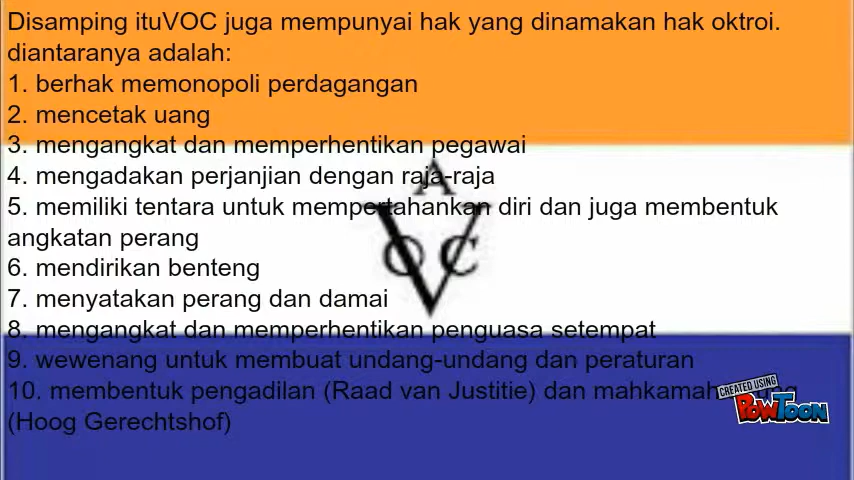 Disamping ituVOC juga mempunyai hak yang dinamakan hak oktroi.
diantaranya adalah:
1. berhak memonopoli perdagangan
2. mencetak uang
3. mengangkat dan memperhentikan pegawai
4. mengadakan perjanjian dengan raja-raja
5. memiliki tentara untuk mempertahankan diri dan juga membentuk
angkatan perang
6. mendirikan benteng
7. menyatakan perang dan damai
8. mengangkat dan memperhentikan penguasa setempat
9. wewenang untuk membuat undang-undang dan peraturan
10. membentuk pengadilan (Raad van Justitie) dan mahkamah
(Hoog Gerechtshof)
A
V
O C
CREATED USING
POWTOON